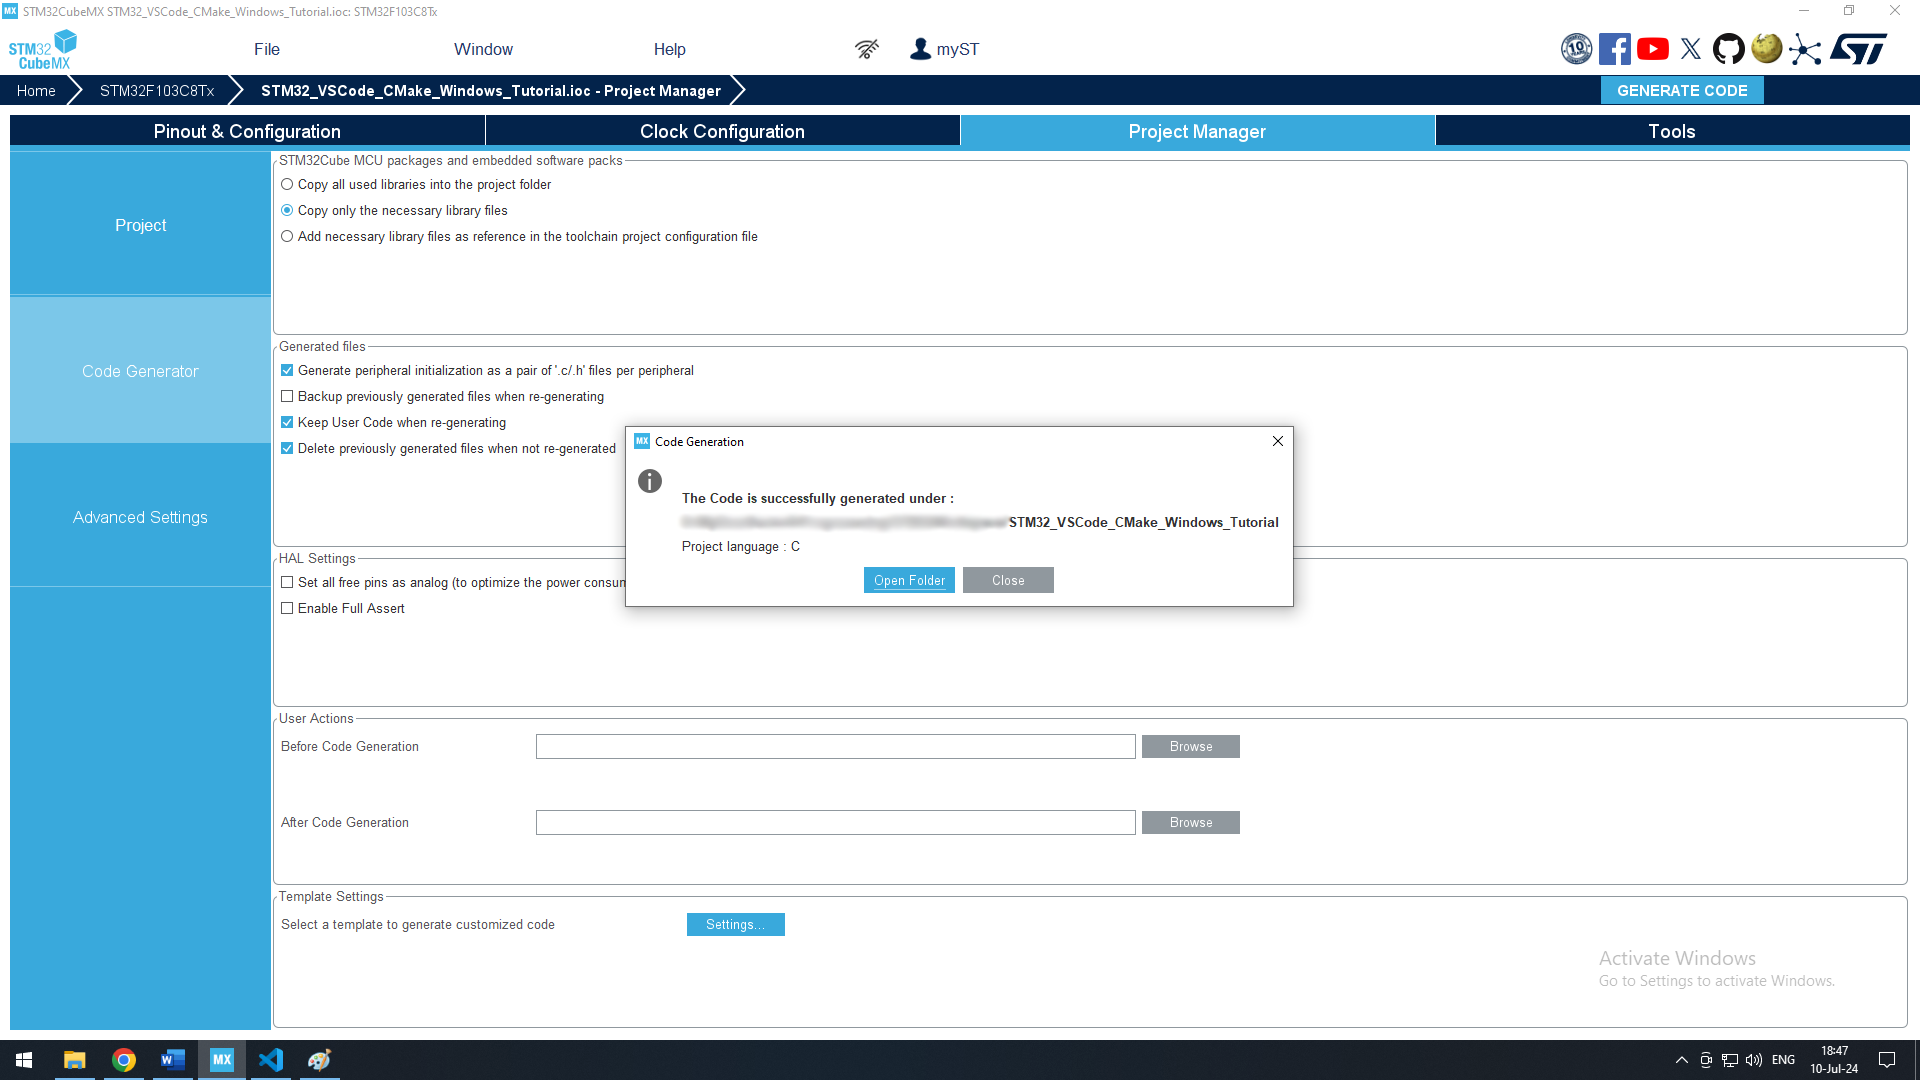 MX STM32CubeMX STM32_VSCode_CMake_Windows_Tutorial.ioc: STM32F103C8Tx
STM32
CubeMX
File
Window
Help
myST
10
Home
STM32F103C8Tx
STM32_VSCode_CMake_Windows_Tutorial.ioc - Project Manager
GENERATE CODE
Pinout & Configuration
Clock Configuration
Project Manager
Tools
Project
Code Generator
Advanced Settings
STM32Cube MCU packages and embedded software packs
Copy all used libraries into the project folder
Copy only the necessary library files
Add necessary library files as reference in the toolchain project configuration file
Generated files
Generate peripheral initialization as a pair of '.c/.h' files per peripheral
Backup previously generated files when re-generating
Keep User Code when re-generating
Delete previously generated files when not re-generated
HAL Settings
Set all free pins as analog (to optimize the power consum
Enable Full Assert
MX Code Generation
The Code is successfully generated under :
STM32_VSCode_CMake_Windows_Tutorial
Project language : C
Open Folder
Close
User Actions
Before Code Generation
Browse
After Code Generation
Browse
Template Settings
Select a template to generate customized code
Settings...
Activate Windows
Go to Settings to activate Windows.
W
MX
ENG
18:47
10-Jul-24